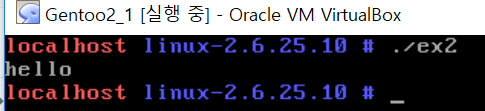 Gentoo2_1 [실행 중] - Oracle VM VirtualBox
localhost linux-2.6.25.10 # ./ex2
hello
localhost linux-2.6.25.10 # _